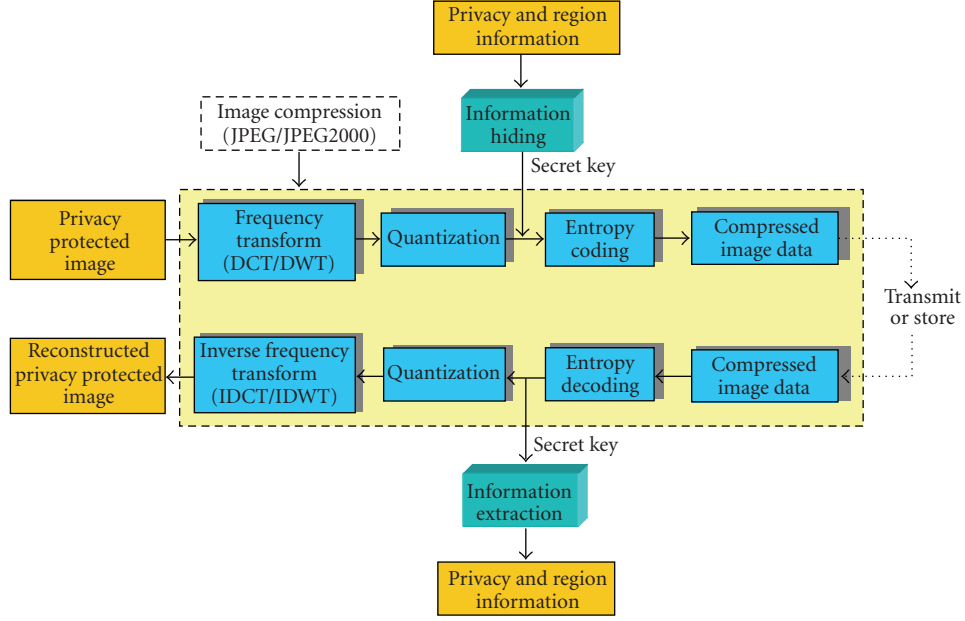 Privacy and region
information
Image compression
(JPEG/JPEG2000)
Information
hiding
Secret key
Privacy
protected
image
Frequency
transform
(DCT/DWT)
Quantization
Entropy
coding
Compressed
image data
Transmit
or store
Reconstructed
privacy protected
image
Inverse frequency
transform
(IDCT/IDWT)
Quantization
Entropy
decoding
Compressed
image data
Secret key
Information
extraction
Privacy and region
information